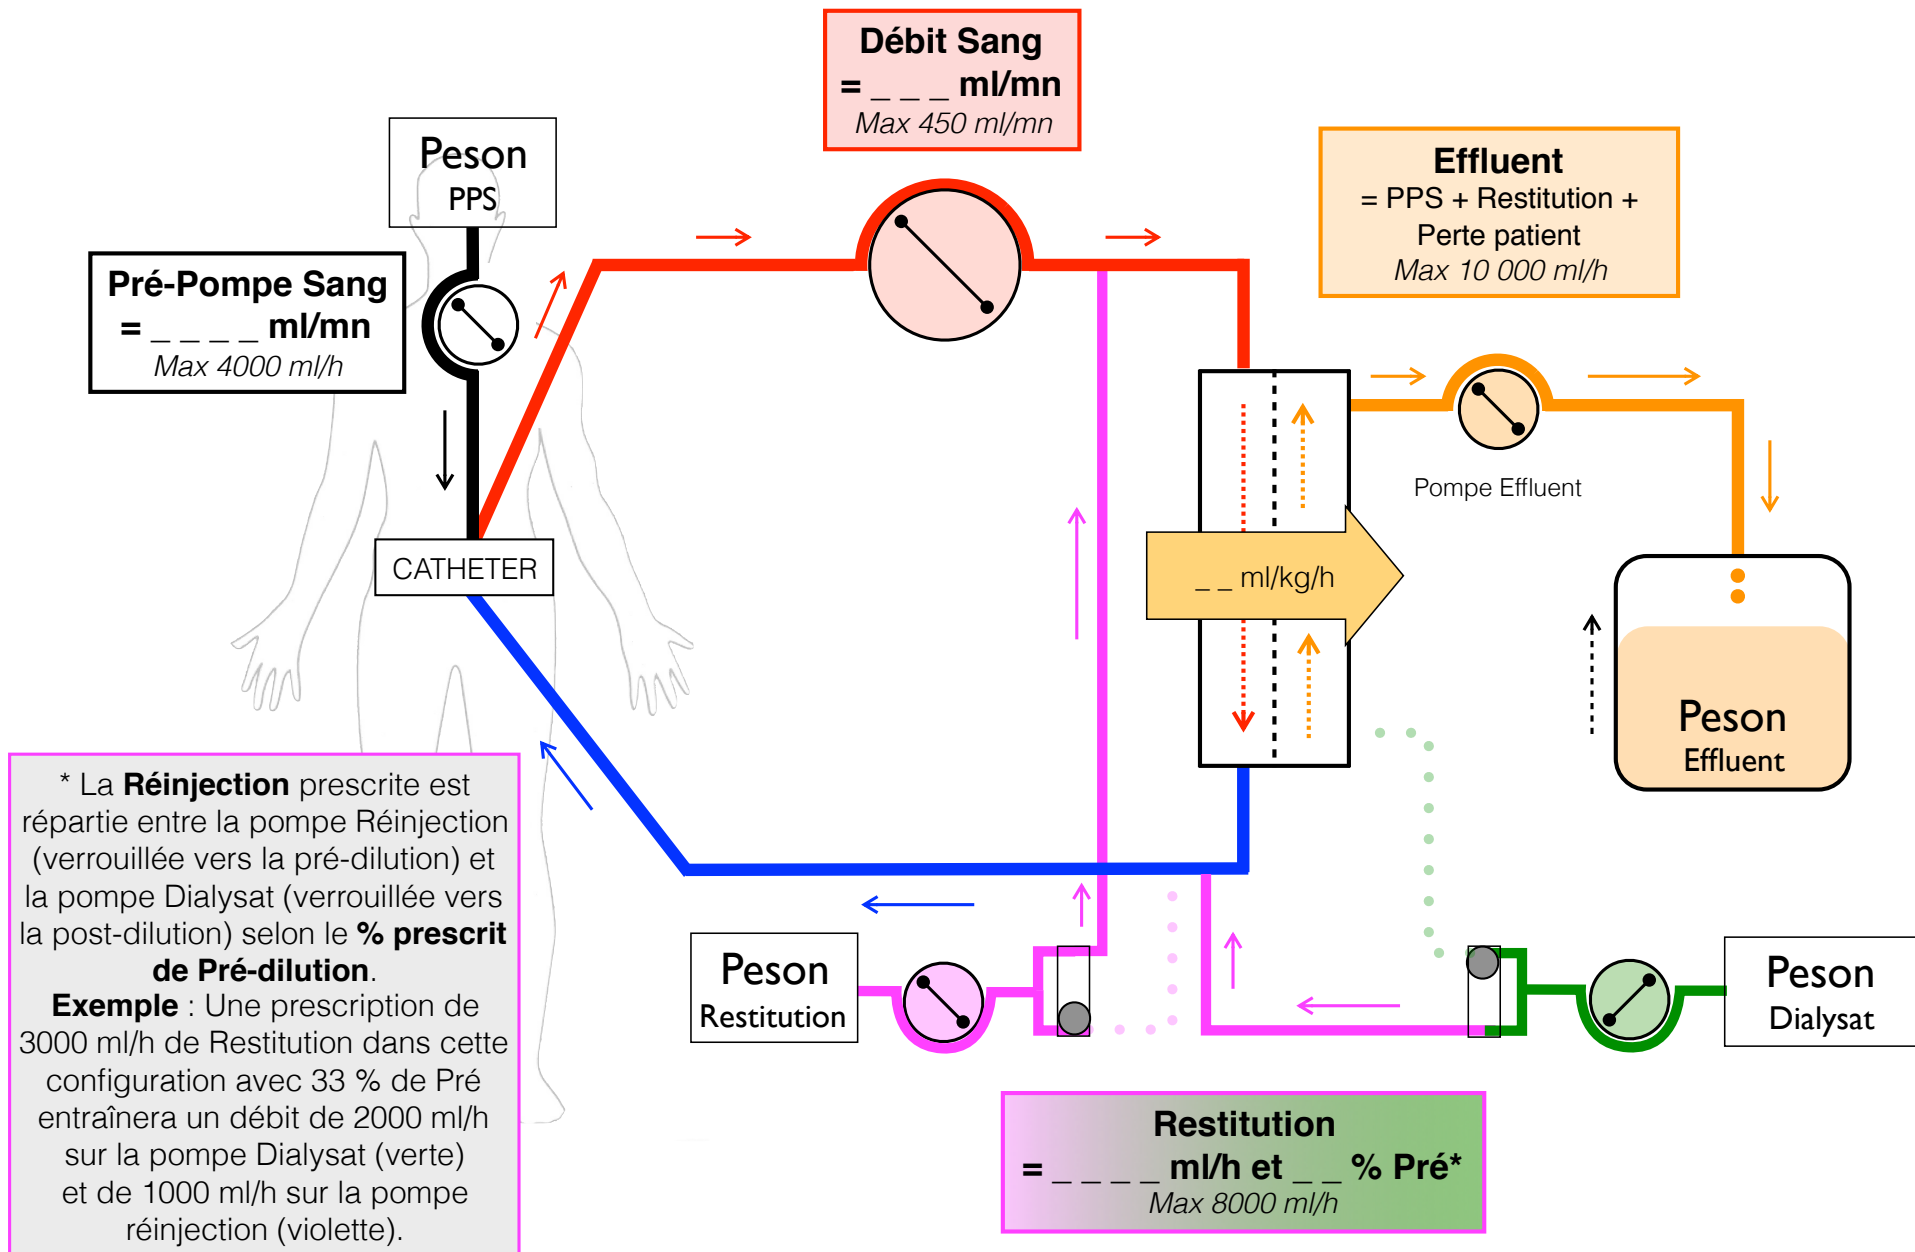 Débit Sang
= _ _ _ ml/mn
Max 450 ml/mn
Peson
PPS
Effluent
= PPS + Restitution +
Perte patient
Max 10 000 ml/h
Pré-Pompe Sang
= _ _ _ _ ml/mn
Max 4000 ml/h
Pompe Effluent
CATHETER
_ _ ml/kg/h
Peson
Effluent
* La Réinjection prescrite est
répartie entre la pompe Réinjection
(verrouillée vers la pré-dilution) et
la pompe Dialysat (verrouillée vers
la post-dilution) selon le % prescrit
de Pré-dilution.
Exemple : Une prescription de
3000 ml/h de Restitution dans cette
configuration avec 33 % de Pré
entraînera un débit de 2000 ml/h
sur la pompe Dialysat (verte)
et de 1000 ml/h sur la pompe
réinjection (violette).
Peson
Restitution
Peson
Dialysat
Restitution
= _ _ _ _ ml/h et _ _ % Pré*
Max 8000 ml/h